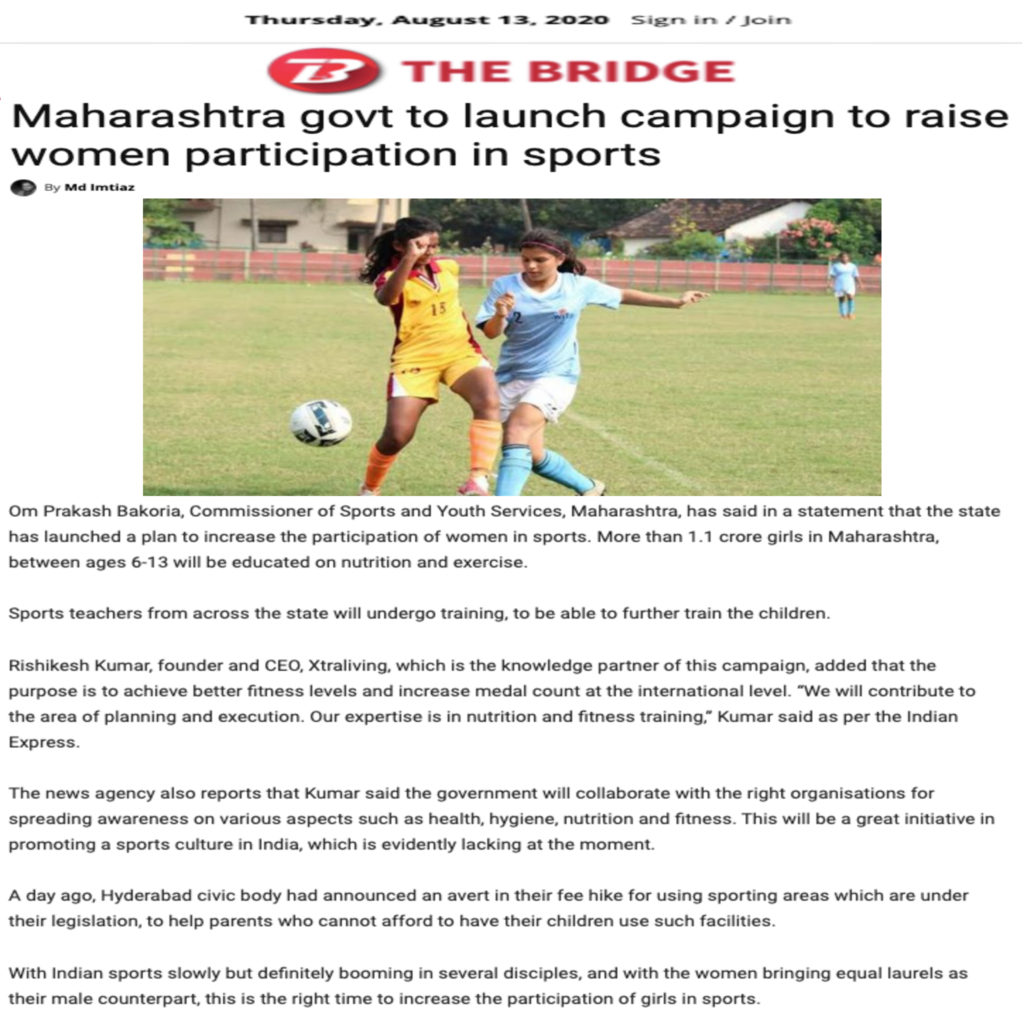 Thursday, August 13, 2020 Sign in / Join
B THE BRIDGE
Maharashtra govt to launch campaign to raise
women participation in sports
By Md Imtiaz
15
2
Om Prakash Bakoria, Commissioner of Sports and Youth Services, Maharashtra, has said in a statement that the state
has launched a plan to increase the participation of women in sports. More than 1.1 crore girls in Maharashtra,
between ages 6-13 will be educated on nutrition and exercise.
Sports teachers from across the state will undergo training, to be able to further train the children.
Rishikesh Kumar, founder and CEO, Xtraliving, which is the knowledge partner of this campaign, added that the
purpose is to achieve better fitness levels and increase medal count at the international level. “We will contribute to
the area of planning and execution. Our expertise is in nutrition and fitness training,” Kumar said as per the Indian
Express.
The news agency also reports that Kumar said the government will collaborate with the right organisations for
spreading awareness on various aspects such as health, hygiene, nutrition and fitness. This will be a great initiative in
promoting a sports culture in India, which is evidently lacking at the moment.
A day ago, Hyderabad civic body had announced an avert in their fee hike for using sporting areas which are under
their legislation, to help parents who cannot afford to have their children use such facilities.
With Indian sports slowly but definitely booming in several disciples, and with the women bringing equal laurels as
their male counterpart, this is the right time to increase the participation of girls in sports.